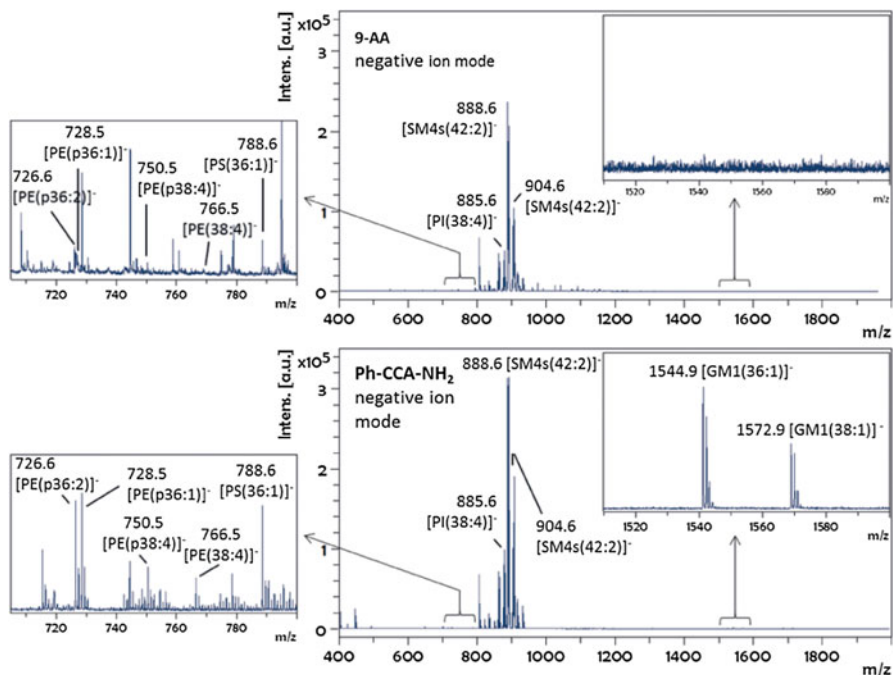 x10⁵
Intens. [a.u.]
3
2
1
0
9-AA
negative ion mode
888.6
[SM4s(42:2)]⁻
885.6
[PI(38:4)]⁻
904.6
[SM4s(42:2)]⁻
400 600 800 1000 1200 1400 1600 1800
m/z
1520 1540 1560 1580
m/z
728.5
[PE(p36:1)]⁻
726.6
[PE(p36:2)]⁻
750.5
[PE(p38:4)]⁻
766.5
[PE(38:4)]⁻
788.6
[PS(36:1)]⁻
720 740 760 780
m/z
x10⁵
Intens. [a.u.]
3
2
1
0
Ph-CCA-NH₂
negative ion
mode
888.6 [SM4s(42:2)]⁻
885.6
[PI(38:4)]⁻
904.6
[SM4s(42:2)]⁻
400 600 800 1000 1200 1400 1600 1800
m/z
1544.9 [GM1(36:1)]⁻
1572.9 [GM1(38:1)]⁻
1520 1540 1560 1580
m/z
726.6
[PE(p36:2)]⁻
728.5
[PE(p36:1)]⁻
750.5
[PE(p38:4)]⁻
766.5
[PE(38:4)]⁻
788.6
[PS(36:1)]⁻
720 740 760 780
m/z